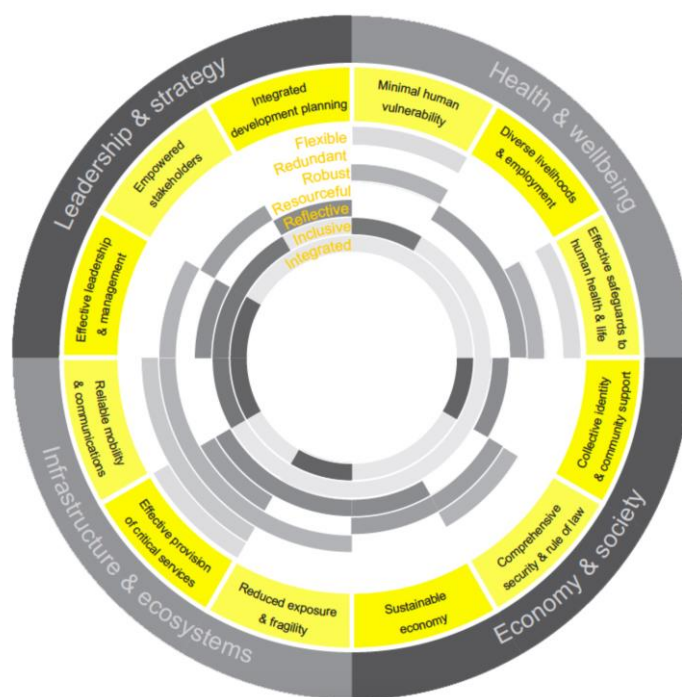 Leadership & strategy
Health & wellbeing
Economy & society
Infrastructure & ecosystems
Integrated
development planning
Minimal human
vulnerability
Diverse livelihoods
& employment
Effective safeguards to
human health & life
Collective identity
& community support
Comprehensive
security & rule of law
Sustainable
economy
Reduced exposure
& fragility
Effective provision
of critical services
Reliable mobility
& communications
Effective leadership
& management
Empowered
stakeholders
Flexible
Redundant
Robust
Resourceful
Reflective
Inclusive
Integrated